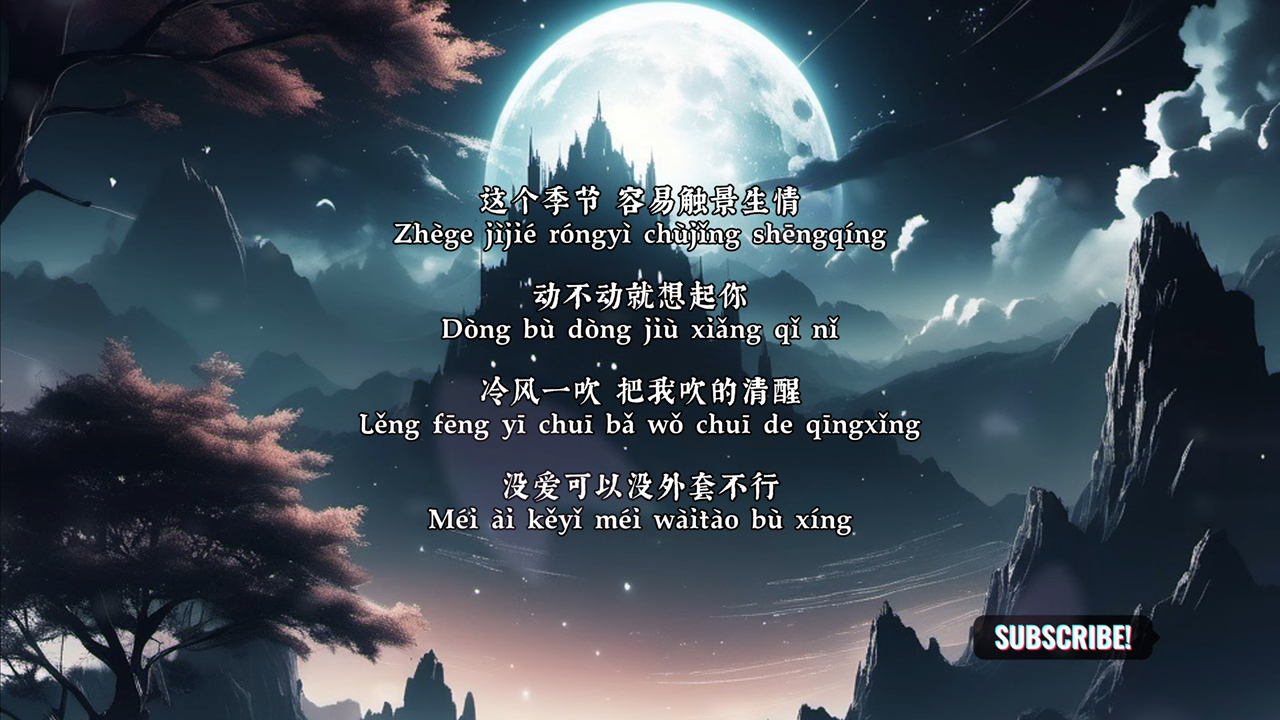 这个季节 容易触景生情
Zhège jìjié róngyì chùjǐng shēngqíng
动不动就想起你
Dòng bù dòng jiù xiǎng qǐ nǐ
冷风一吹 把我吹的清醒
Lěng fēng yī chuī bǎ wǒ chuī de qīngxǐng
没爱可以没外套不行
Méi ài kěyǐ méi wàitào bù xíng
SUBSCRIBE!